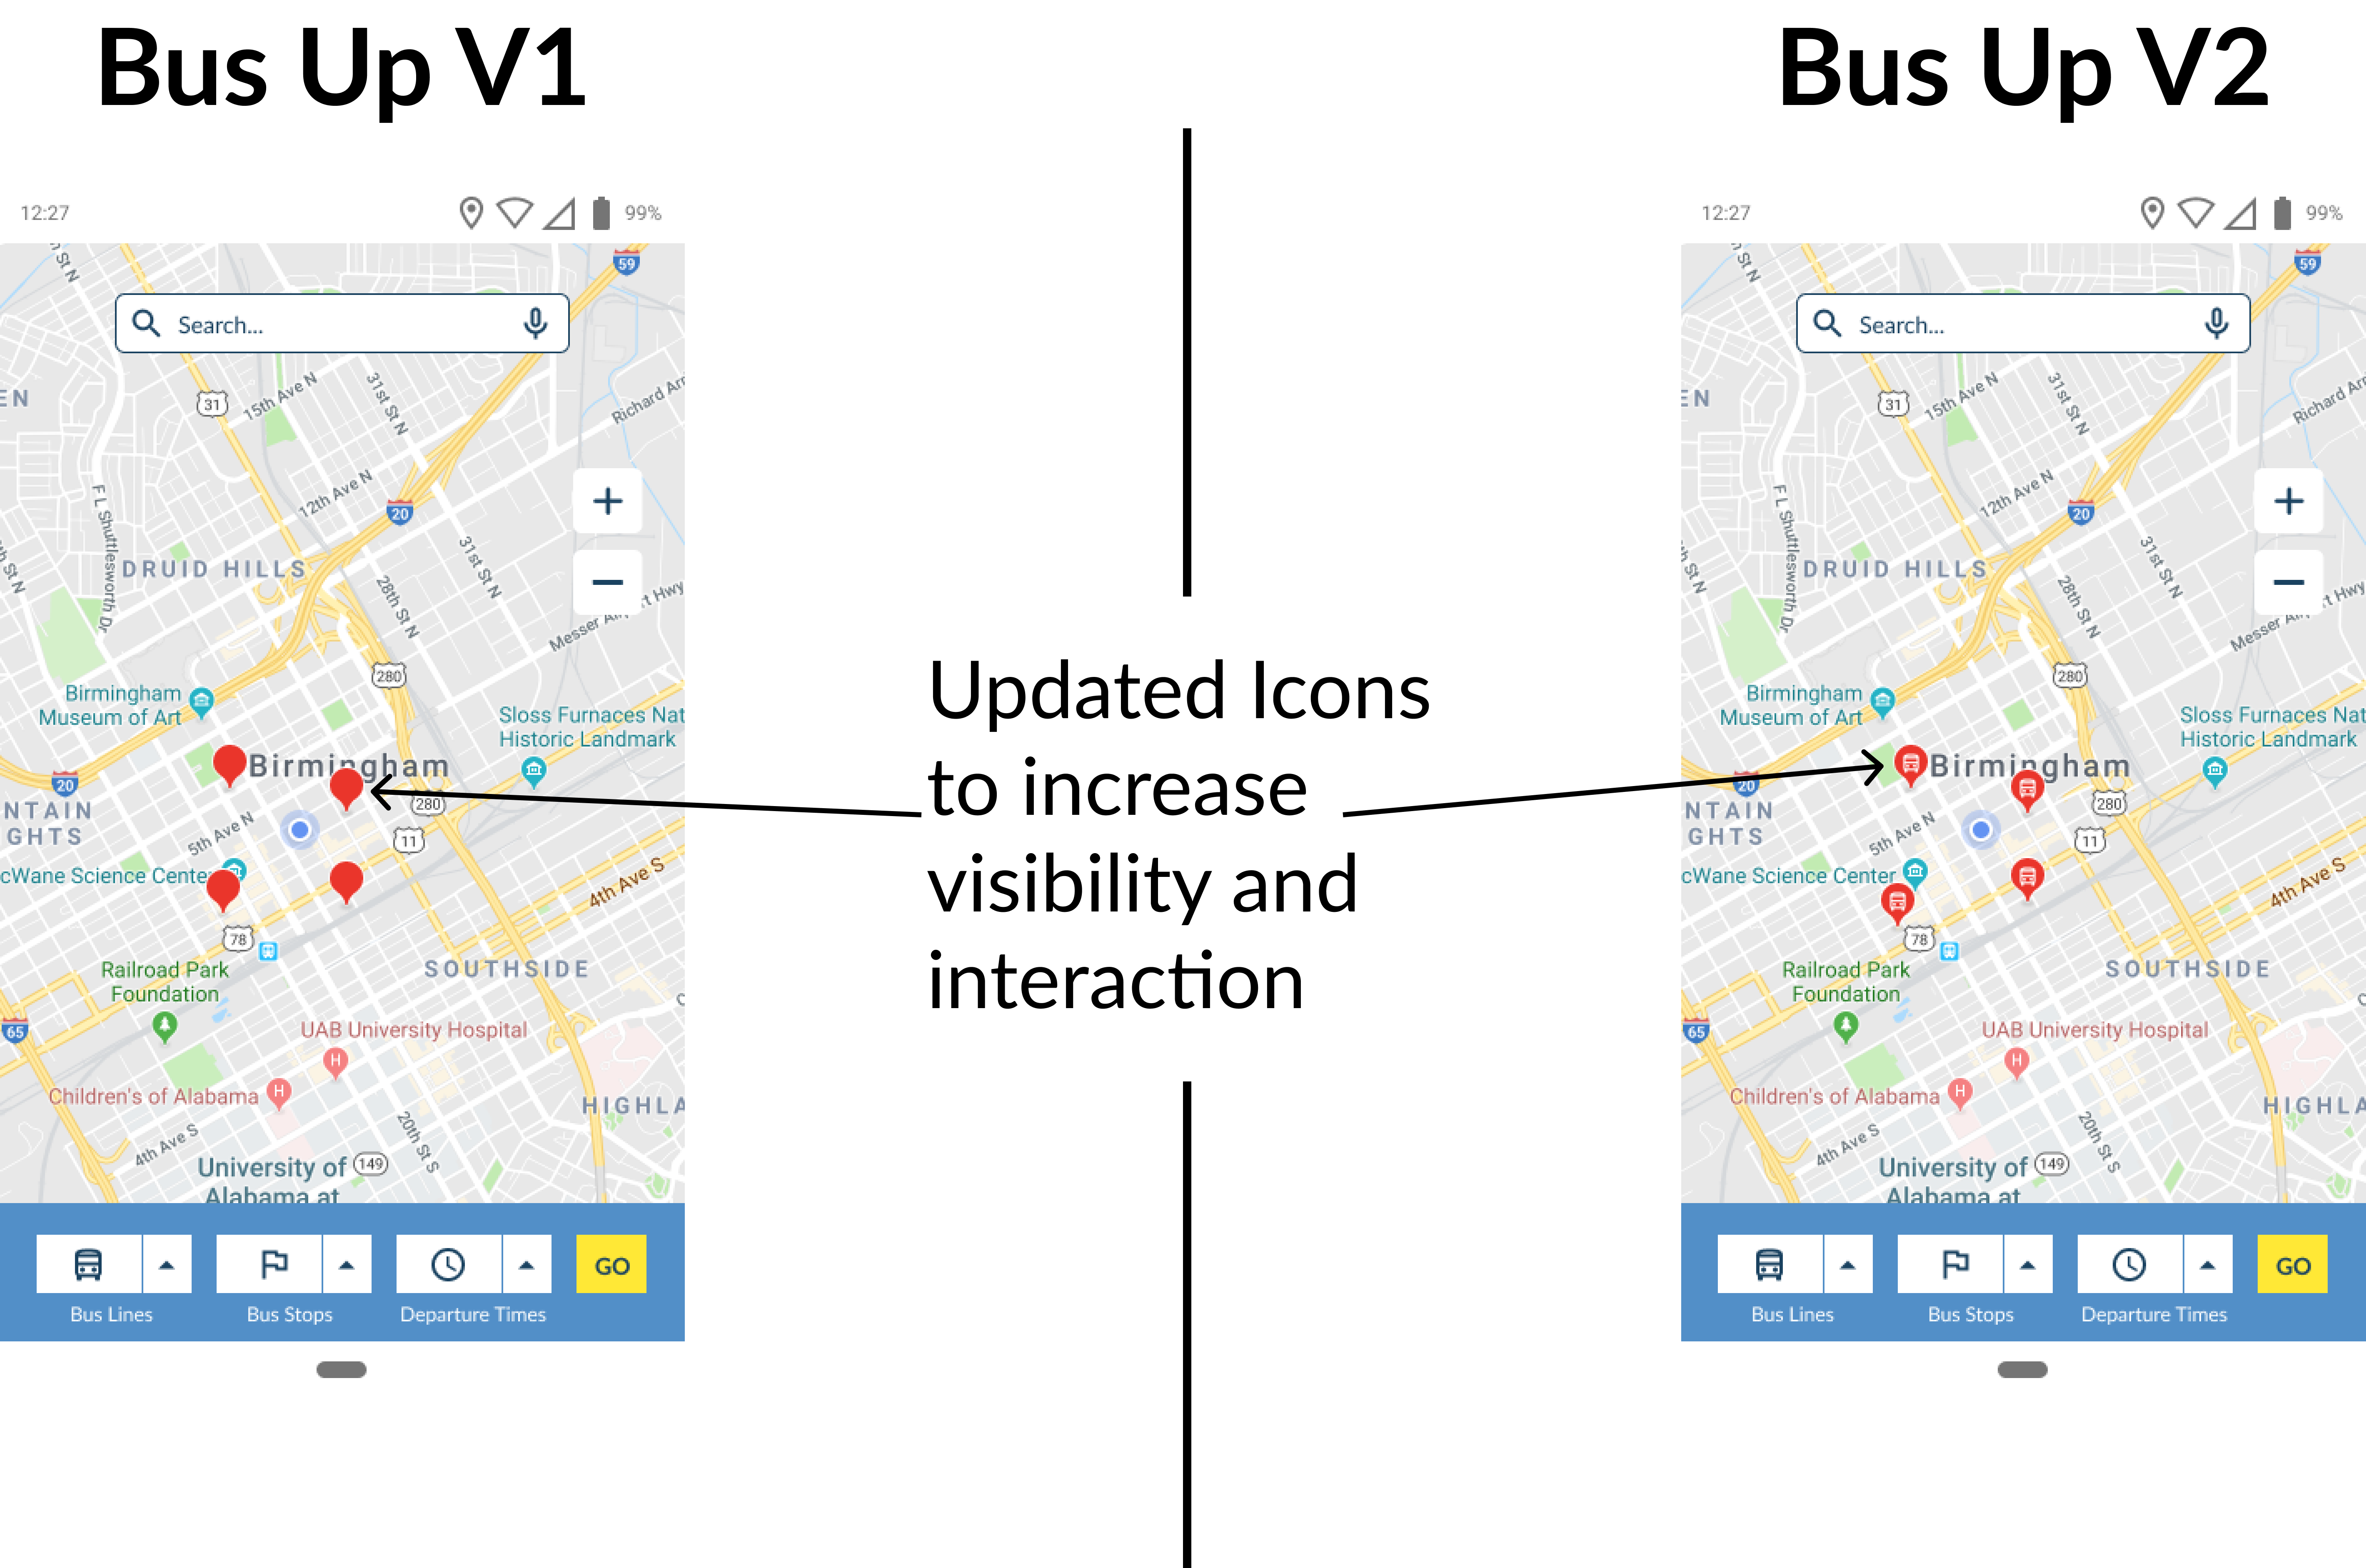 Bus Up V1
12:27
99%
St N
59
Search...
EN
31
15th Ave N
31st St N
Richard Arr
12th Ave N
20
F L Shuttlesworth Dr
31st St N
th St N
DRUID HILLS
28th St N
t Hwy
Messer Air
280
Birmingham
Museum of Art
Sloss Furnaces Nat
Historic Landmark
Birmingham
20
280
NTAIN
GHTS
5th Ave N
11
cWane Science Cente
4th Ave S
78
SOUTHSIDE
Railroad Park
Foundation
65
UAB University Hospital
H
Children's of Alabama
H
HIGHLA
4th Ave S
20th St S
University of
149
Alabama at
GO
Bus Lines
Bus Stops
Departure Times
Updated Icons
to increase
visibility and
interaction
Bus Up V2
12:27
99%
St N
59
Search...
EN
31
15th Ave N
31st St N
Richard Arr
12th Ave N
20
F L Shuttlesworth Dr
31st St N
th St N
DRUID HILLS
28th St N
t Hwy
Messer Air
280
Birmingham
Museum of Art
Sloss Furnaces Nat
Historic Landmark
Birmingham
20
280
NTAIN
GHTS
5th Ave N
11
cWane Science Center
4th Ave S
78
SOUTHSIDE
Railroad Park
Foundation
65
UAB University Hospital
H
Children's of Alabama
H
HIGHLA
4th Ave S
20th St S
University of
149
Alabama at
GO
Bus Lines
Bus Stops
Departure Times